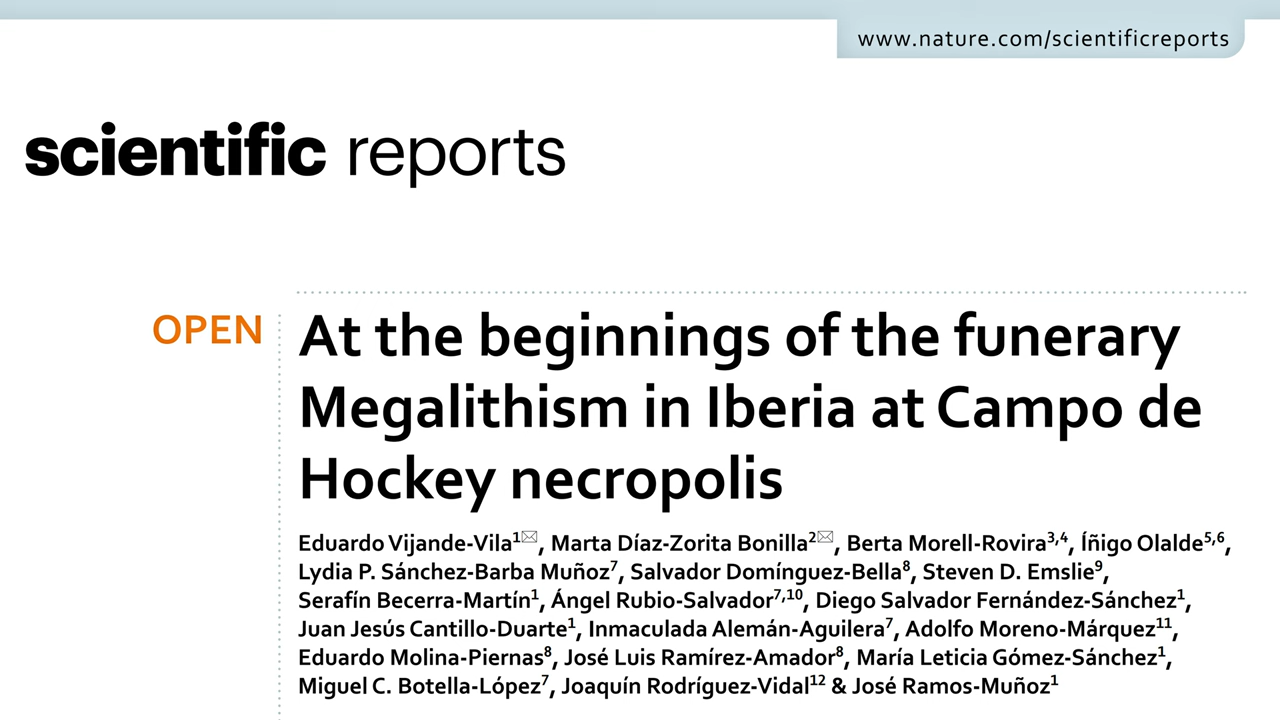 www.nature.com/scientificreports
scientific reports
OPEN
At the beginnings of the funerary
Megalithism in Iberia at Campo de
Hockey necropolis
Eduardo Vijande-Vila1✉, Marta Díaz-Zorita Bonilla2✉, Berta Morell-Rovira3,4, Íñigo Olalde5,6,
Lydia P. Sánchez-Barba Muñoz7, Salvador Domínguez-Bella8, Steven D. Emslie9,
Serafín Becerra-Martín1, Ángel Rubio-Salvador7,10, Diego Salvador Fernández-Sánchez1,
Juan Jesús Cantillo-Duarte1, Inmaculada Alemán-Aguilera7, Adolfo Moreno-Márquez11,
Eduardo Molina-Piernas8, José Luis Ramírez-Amador8, María Leticia Gómez-Sánchez1,
Miguel C. Botella-López7, Joaquín Rodríguez-Vidal12 & José Ramos-Muñoz1